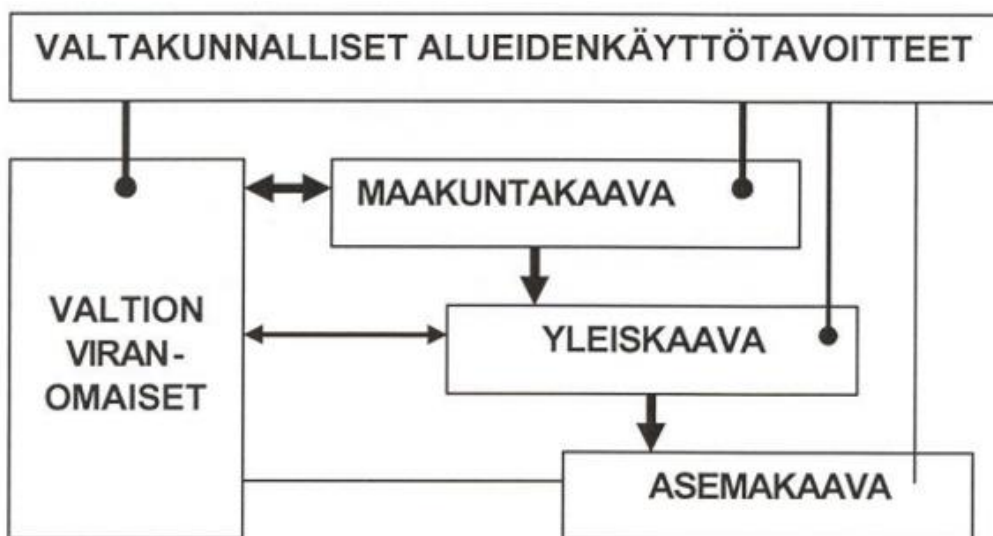 VALTAKUNNALLISET ALUEIDENKÄYTTÖTAVOITTEET
MAAKUNTAKAAVA
VALTION
VIRAN-
OMAISET
YLEISKAAVA
ASEMAKAAVA